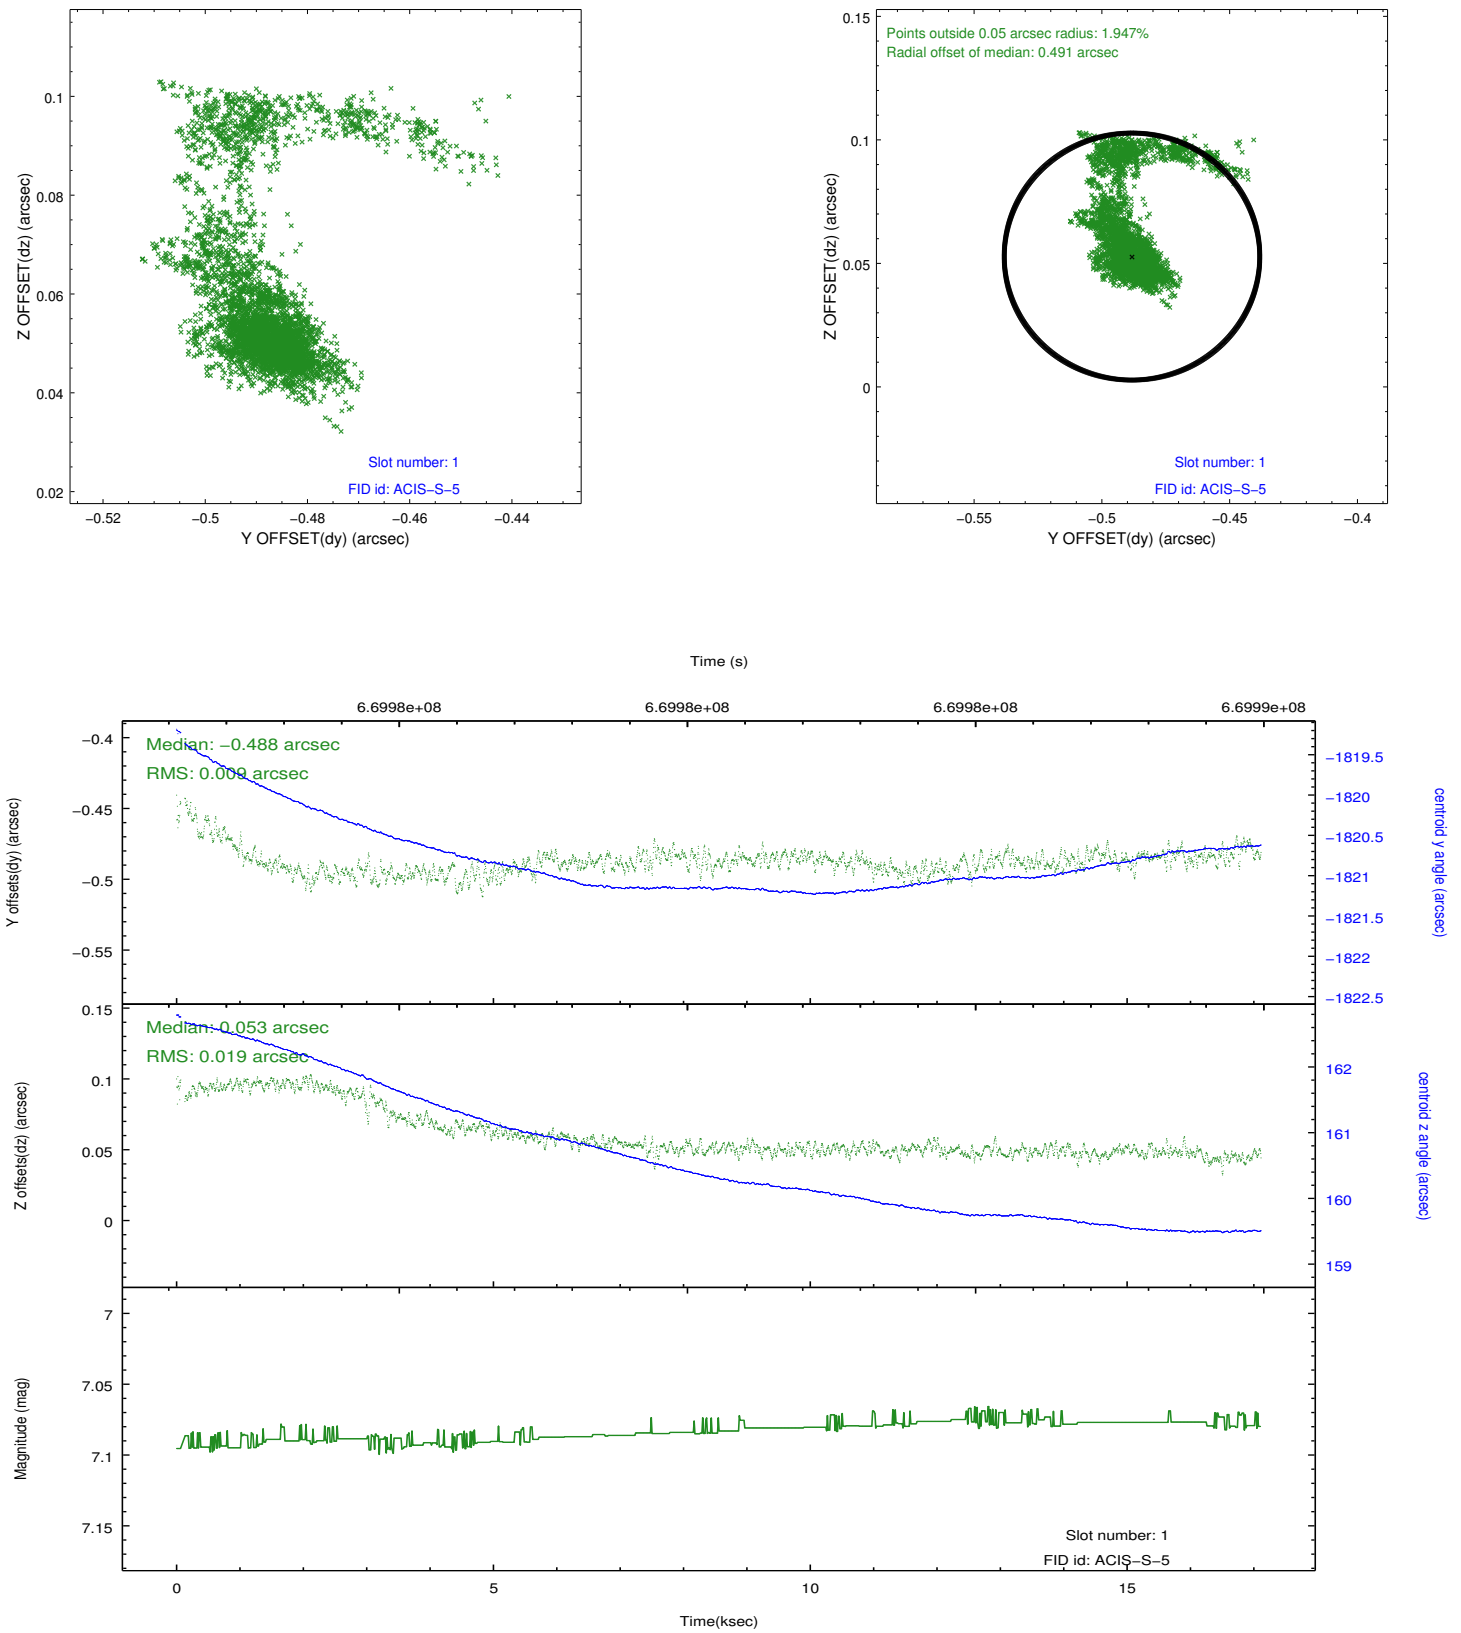 0.1
0.08
0.06
0.04
0.02
Z OFFSET(dz) (arcsec)
Slot number: 1
FID id: ACIS−S−5
−0.52 −0.5 −0.48 −0.46 −0.44
Y OFFSET(dy) (arcsec)
0.15
0.1
0.05
0
Z OFFSET(dz) (arcsec)
Points outside 0.05 arcsec radius: 1.947%
Radial offset of median: 0.491 arcsec
Slot number: 1
FID id: ACIS−S−5
−0.55 −0.5 −0.45 −0.4
Y OFFSET(dy) (arcsec)
Time (s)
6.6998e+08 6.6998e+08 6.6998e+08 6.6999e+08
Median: −0.488 arcsec
RMS: 0.009 arcsec
−0.4
−0.45
−0.5
−0.55
Y offsets(dy) (arcsec)
−1819.5
−1820
−1820.5
−1821
−1821.5
−1822
−1822.5
centroid y angle (arcsec)
Median: 0.053 arcsec
RMS: 0.019 arcsec
0.15
0.1
0.05
0
Z offsets(dz) (arcsec)
162
161
160
159
centroid z angle (arcsec)
7
7.05
7.1
7.15
Magnitude (mag)
Slot number: 1
FID id: ACIS−S−5
0 5 10 15
Time(ksec)